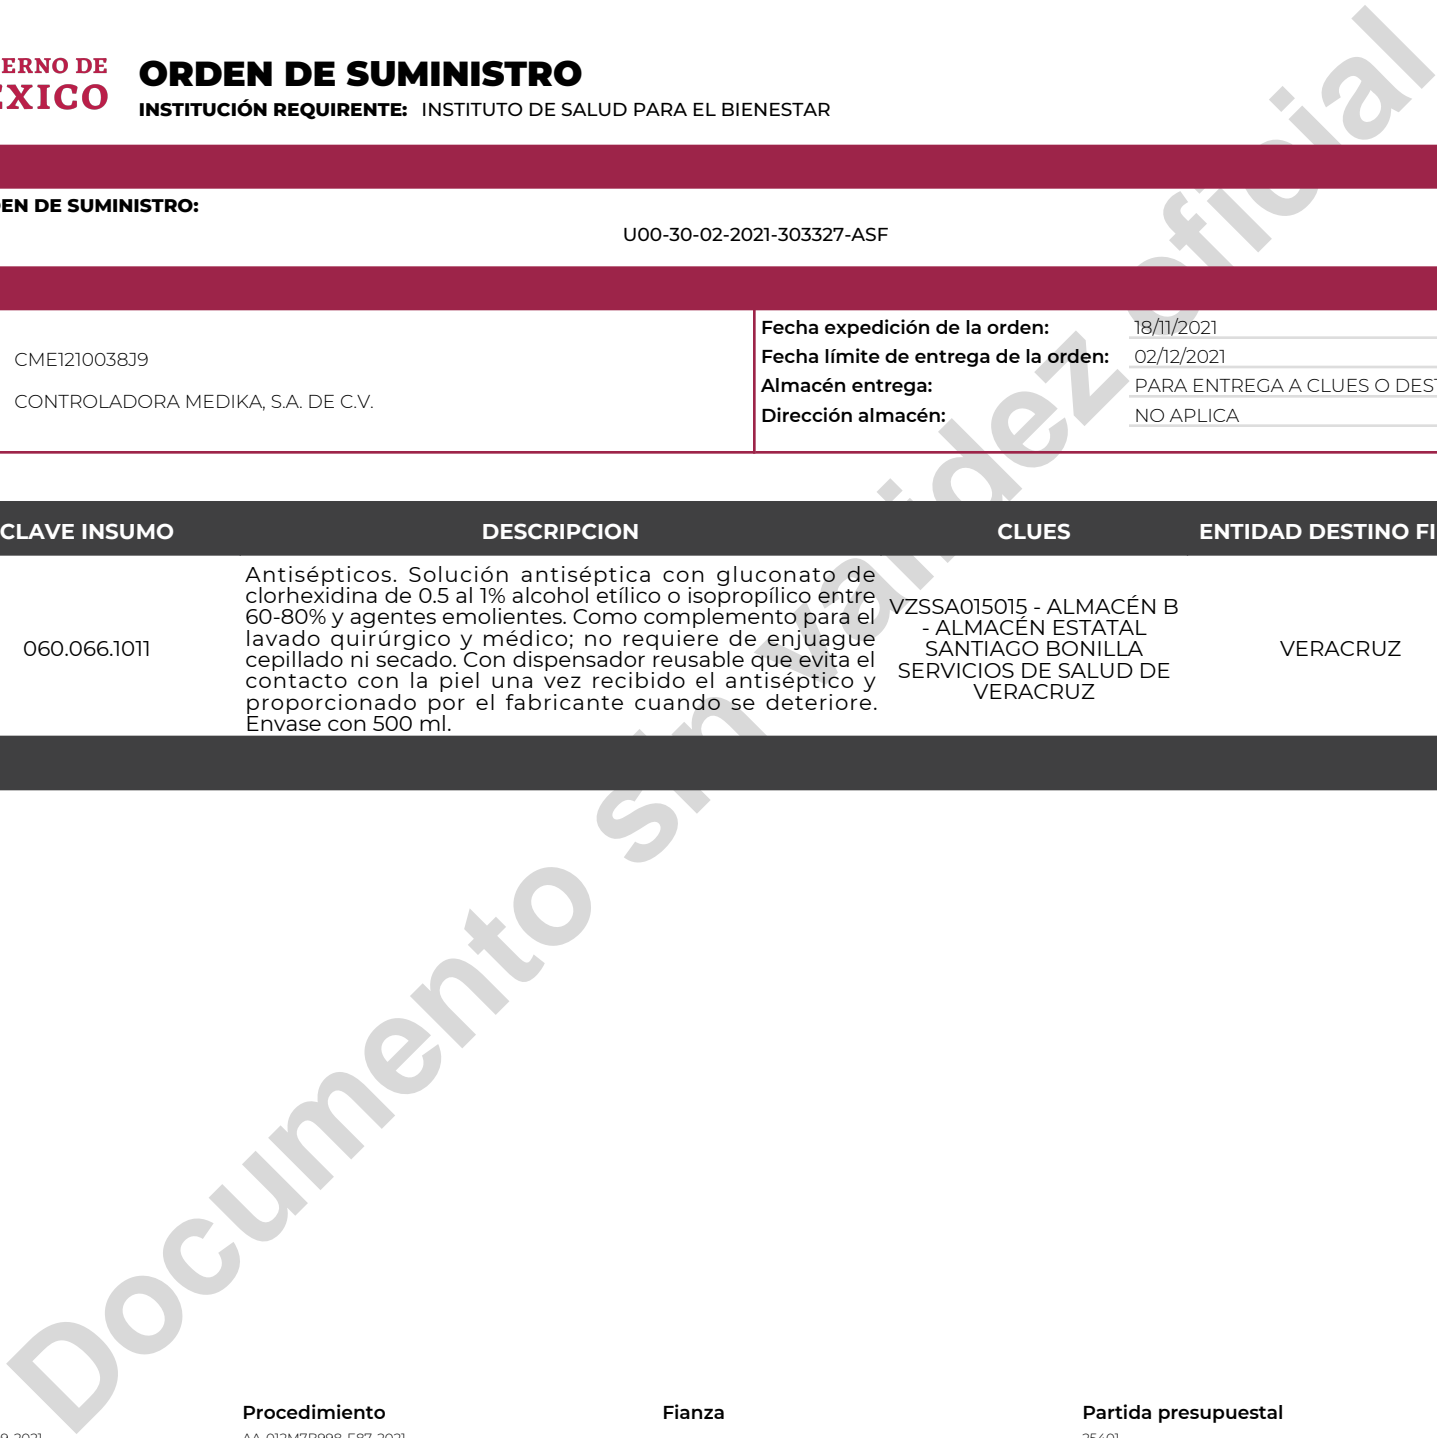 ERNO DE
ORDEN DE SUMINISTRO
INSTITUCIÓN REQUIRENTE: INSTITUTO DE SALUD PARA EL BIENESTAR
EN DE SUMINISTRO:
U00-30-02-2021-303327-ASF
CME1210038J9
CONTROLADORA MEDIKA, S.A. DE C.V.
Fecha expedición de la orden: 18/11/2021
Fecha límite de entrega de la orden: 02/12/2021
Almacén entrega: PARA ENTREGA A CLUES O DEST
Dirección almacén: NO APLICA
CLAVE INSUMO DESCRIPCION CLUES ENTIDAD DESTINO FI
060.066.1011
Antisépticos. Solución antiséptica con gluconato de
clorhexidina de 0.5 al 1% alcohol etílico o isopropílico entre
60-80% y agentes emolientes. Como complemento para el
lavado quirúrgico y médico; no requiere de enjuague
cepillado ni secado. Con dispensador reusable que evita el
contacto con la piel una vez recibido el antiséptico y
proporcionado por el fabricante cuando se deteriore.
Envase con 500 ml.
VZSSA015015 - ALMACÉN B
- ALMACÉN ESTATAL
SANTIAGO BONILLA
SERVICIOS DE SALUD DE
VERACRUZ
VERACRUZ
Documento sin validez oficial
Procedimiento Fianza Partida presupuestal